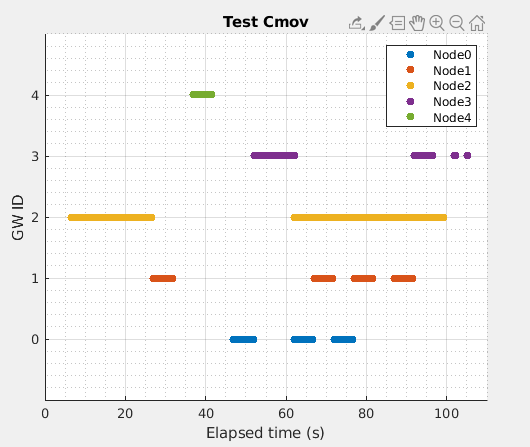 Test Cmov
Node0
Node1
Node2
Node3
Node4
GW ID
4
3
2
1
0
0 20 40 60 80 100
Elapsed time (s)